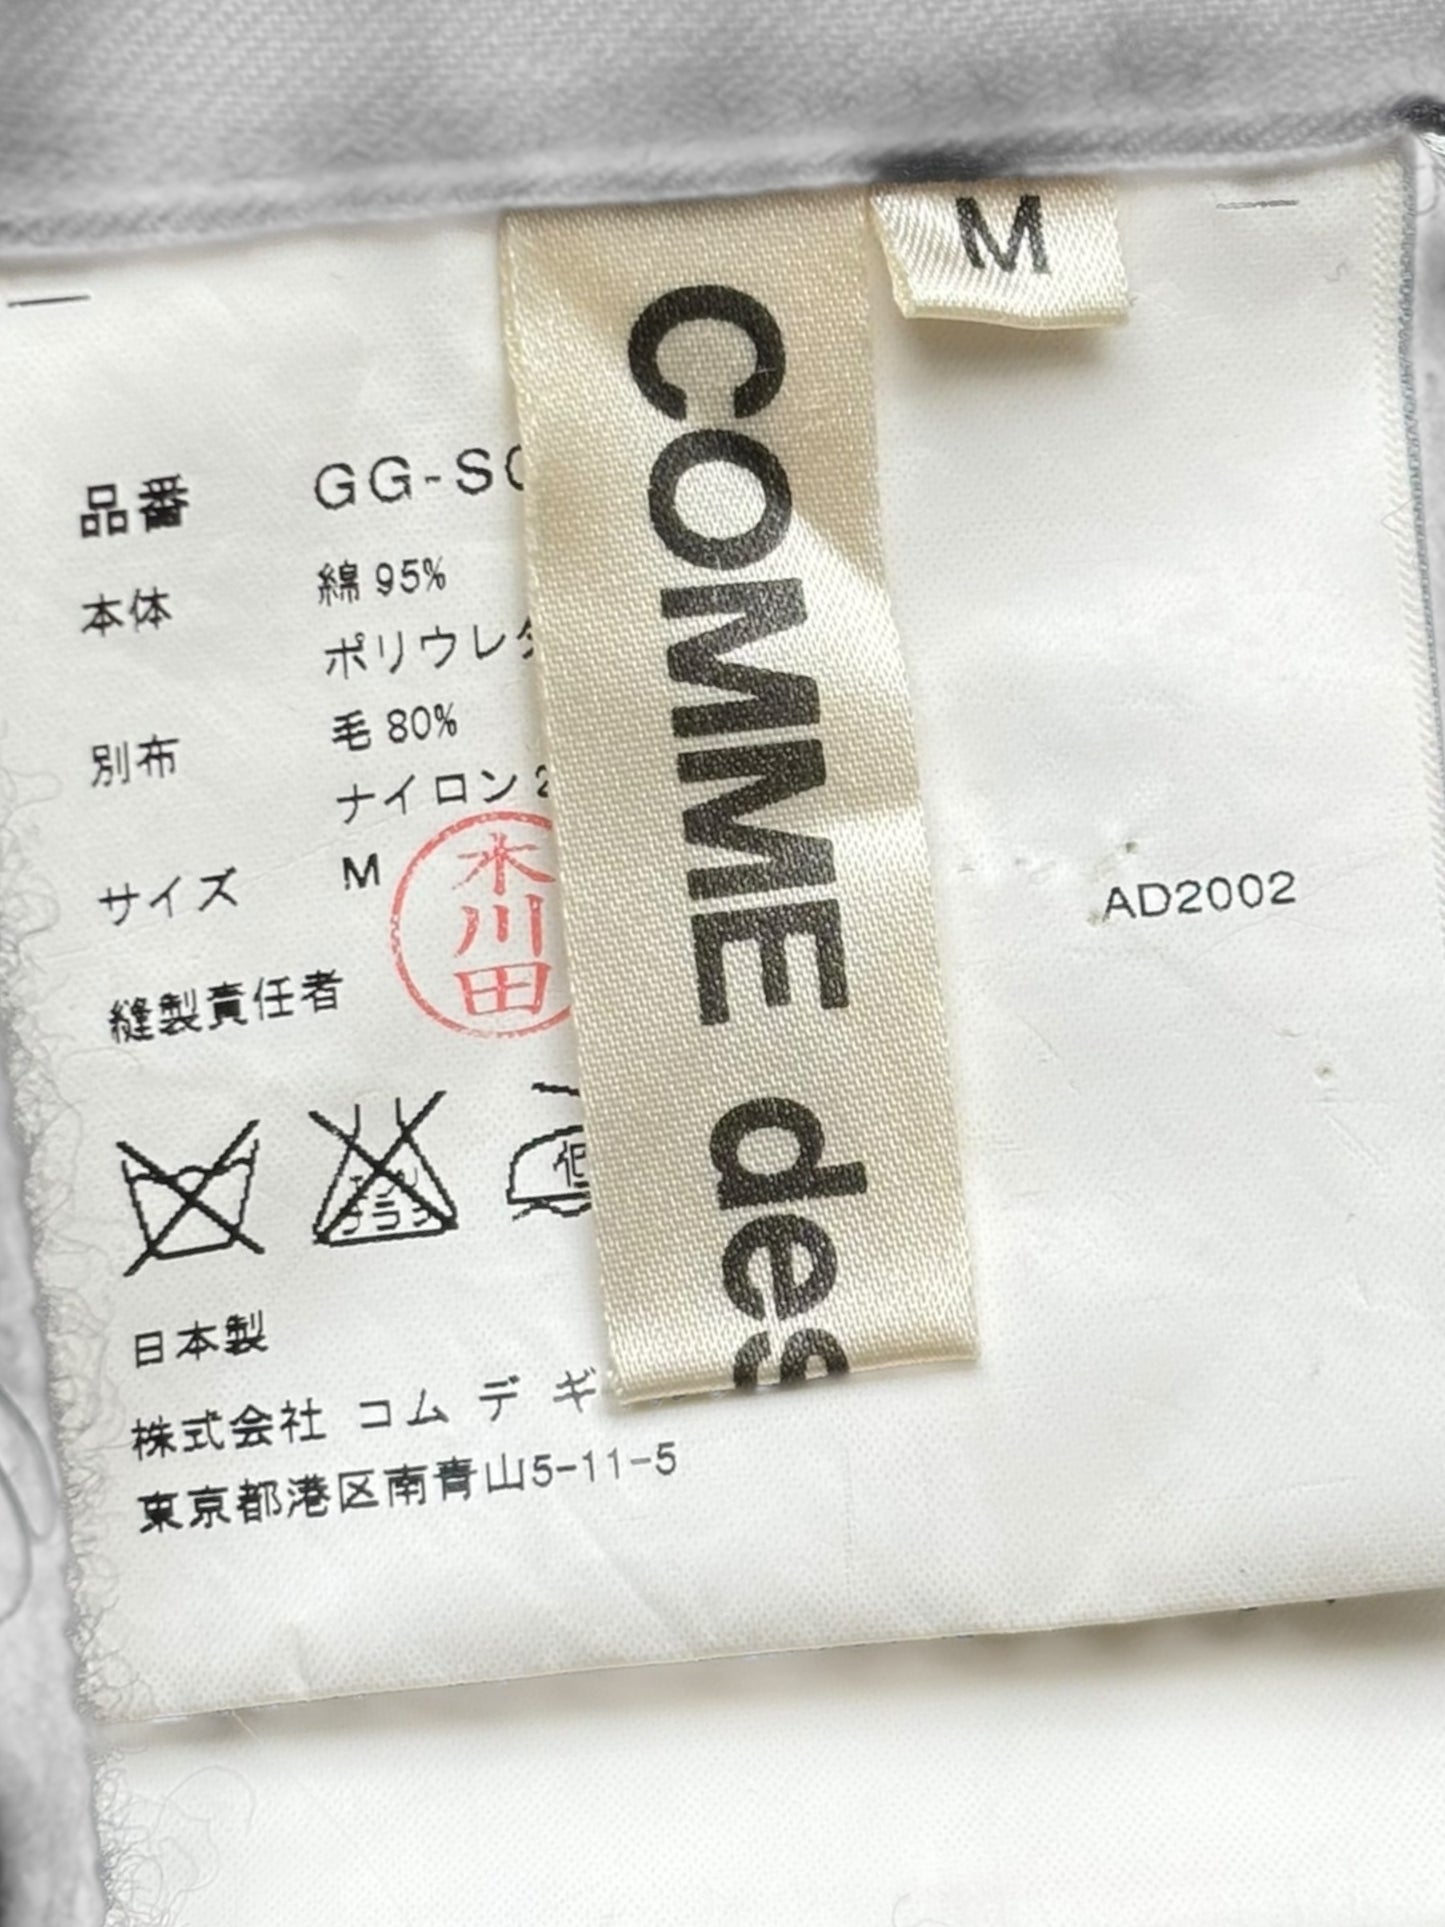 M
COMME des
品番 GG-S
本体 綿 95%
ポリウレタ
別布 毛 80%
ナイロン 2
サイズ M
縫製責任者
木川田
AD2002
日本製
株式会社 コム デ ギ
東京都港区南青山5-11-5